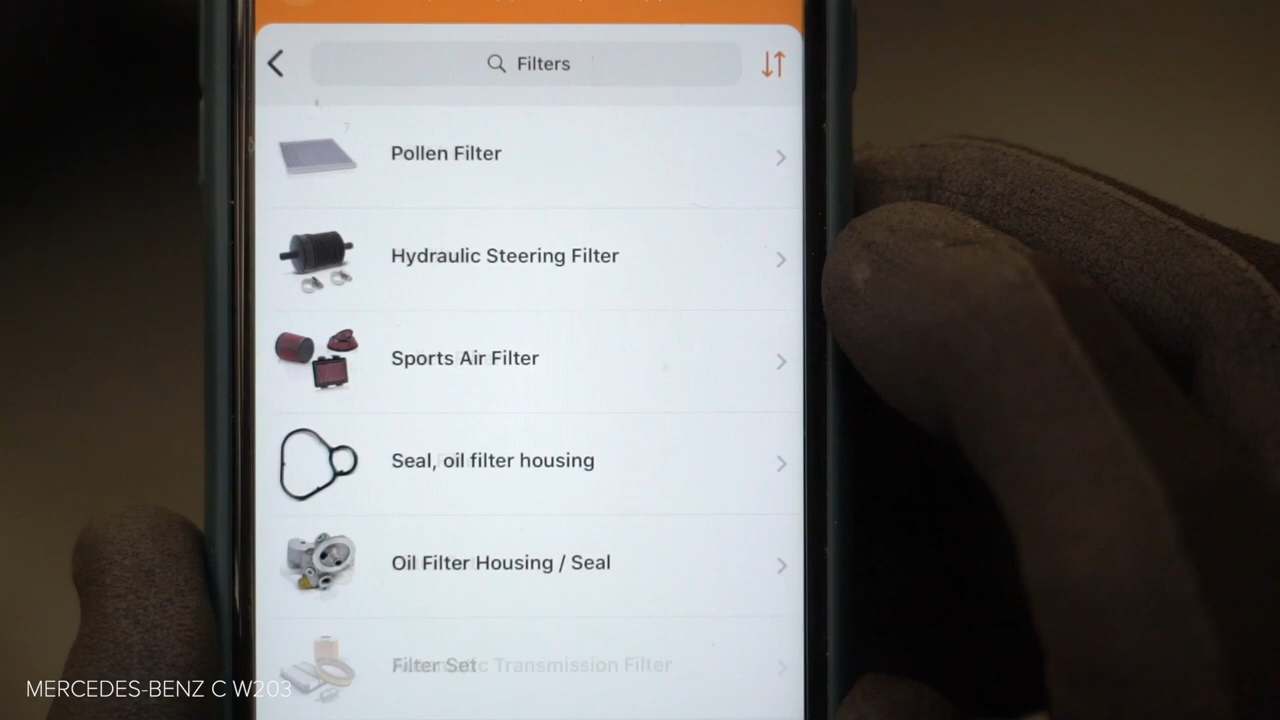 Filters
Pollen Filter
Hydraulic Steering Filter
Sports Air Filter
Seal, oil filter housing
Oil Filter Housing / Seal
Filter Set
Transmission Filter
MERCEDES-BENZ C W203